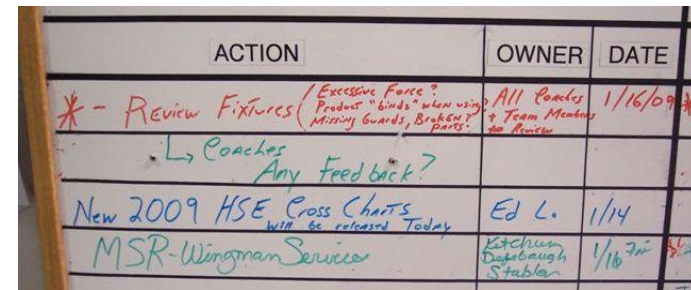 ACTION OWNER DATE
* - Review Fixtures ( Excessive Force? All Coaches 1/16/09
Product "binds" when using? + Team Members
Missing Guards, Broken Parts? to Review
↳ Coaches
Any Feedback?
New 2009 HSE Cross Charts Ed L. 1/14
will be released Today
MSR-Wingman Service Ketchum 1/16
Stabler